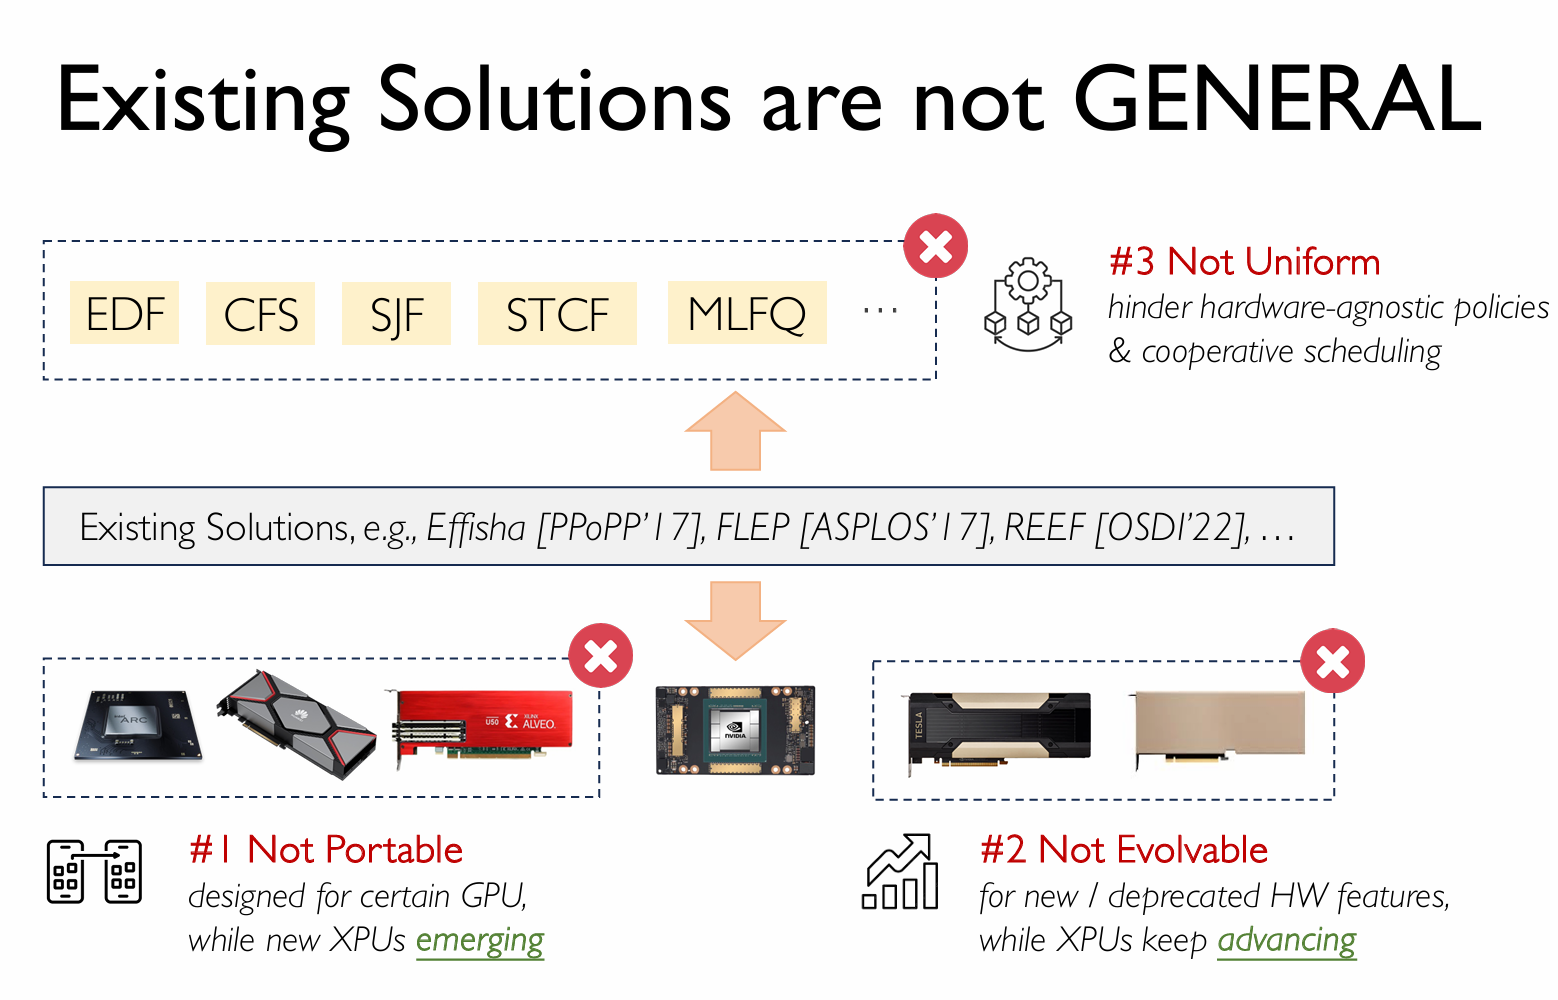 Existing Solutions are not GENERAL
EDF
CFS
SJF
STCF
MLFQ
...
#3 Not Uniform
hinder hardware-agnostic policies
& cooperative scheduling
Existing Solutions, e.g., Effisha [PPoPP'17], FLEP [ASPLOS'17], REEF [OSDI'22], ...
ARC
U50
XILINX
ALVEO.
NVIDIA
TESLA
#1 Not Portable
designed for certain GPU,
while new XPUs emerging
#2 Not Evolvable
for new / deprecated HW features,
while XPUs keep advancing